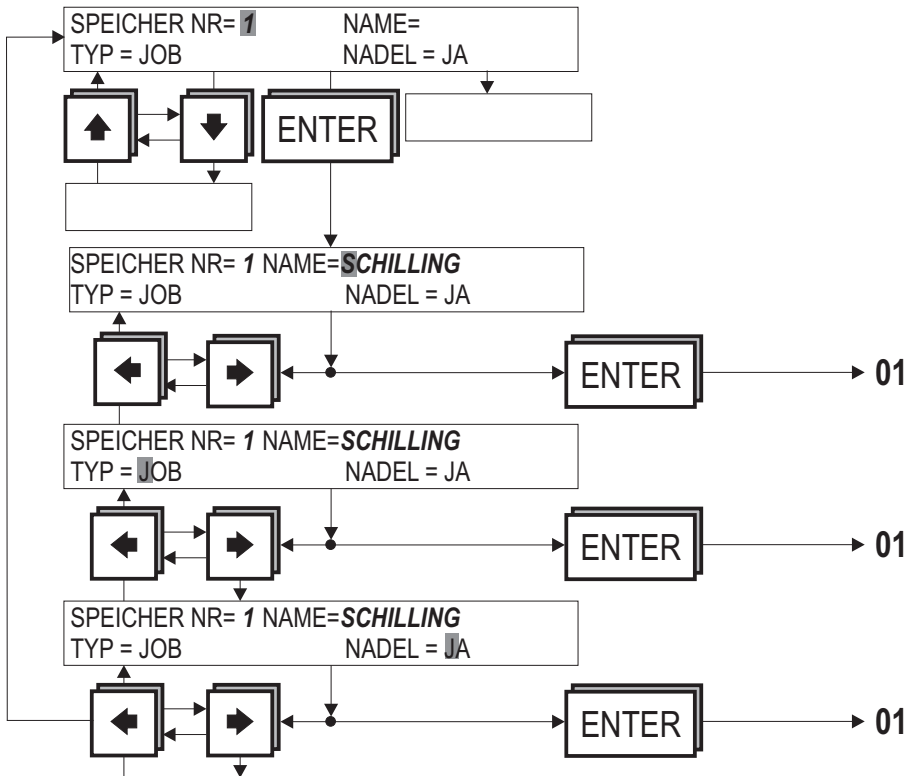 SPEICHER NR= 1 NAME=
TYP = JOB NADEL = JA
ENTER
SPEICHER NR= 1 NAME=SCHILLING
TYP = JOB NADEL = JA
ENTER 01
SPEICHER NR= 1 NAME=SCHILLING
TYP = JOB NADEL = JA
ENTER 01
SPEICHER NR= 1 NAME=SCHILLING
TYP = JOB NADEL = JA
ENTER 01